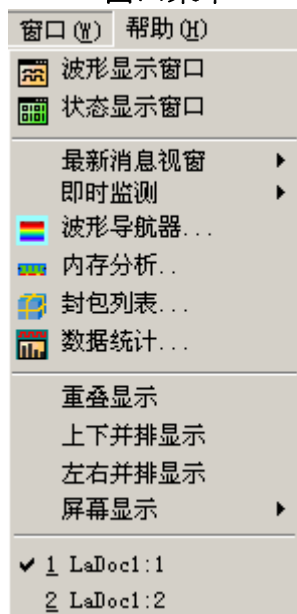 窗口(W) 帮助(H)
波形显示窗口
状态显示窗口
最新消息视窗
即时监测
波形导航器...
内存分析..
封包列表...
数据统计...
重叠显示
上下并排显示
左右并排显示
屏幕显示
1 LaDoc1:1
2 LaDoc1:2